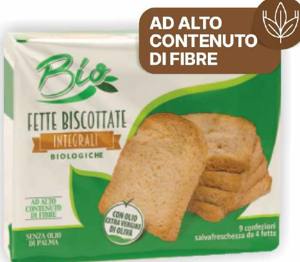 AD ALTO
CONTENUTO
DI FIBRE
Bio
FETTE BISCOTTATE
INTEGRALI
BIOLOGICHE
AD ALTO
CONTENUTO
DI FIBRE
SENZA OLIO
DI PALMA
CON OLIO
EXTRA VERGINE
DI OLIVA
9 confezioni
salvafreschezza da 4 fette